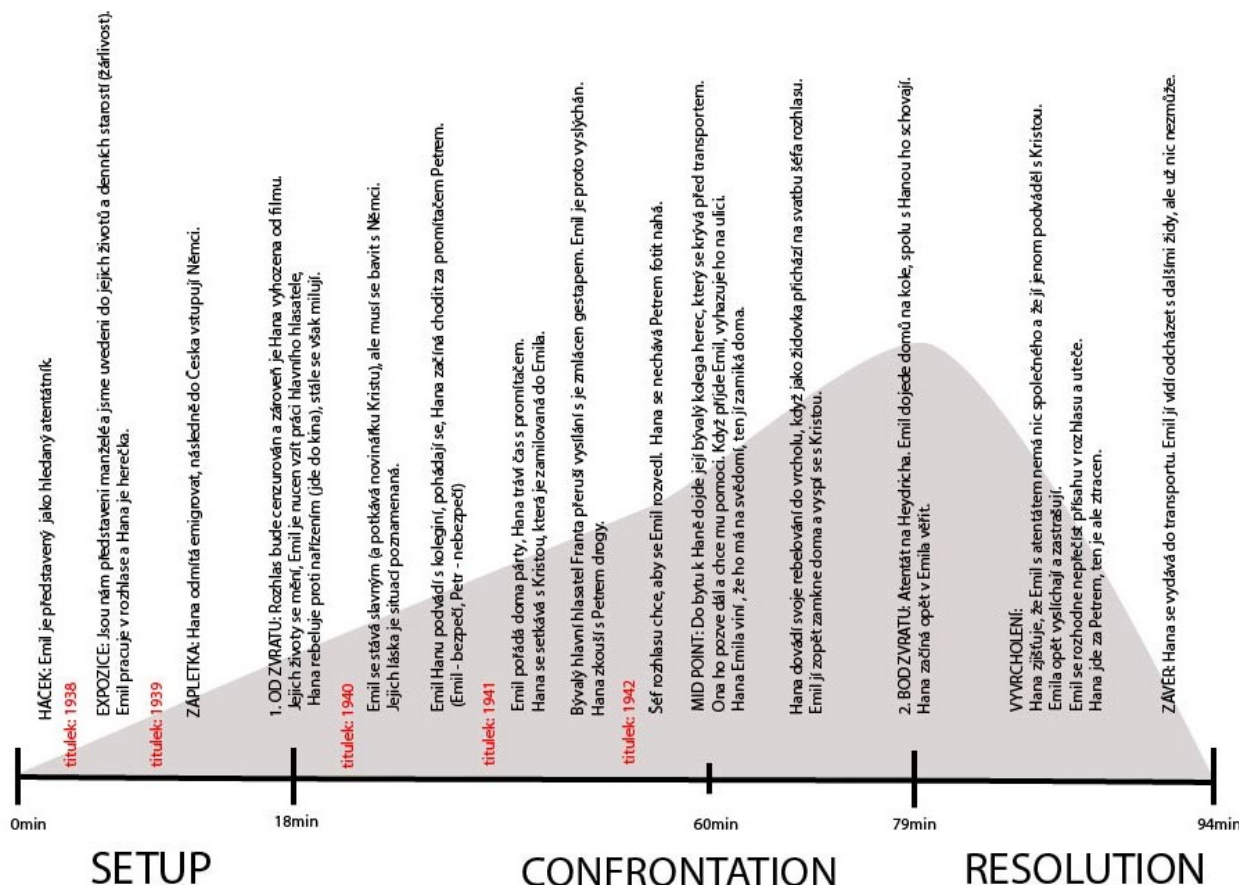 HÁČEK: Emil je představený jako hledaný atentátník.
titulek: 1938
EXPOZICE: Jsou nám představeni manželé a jsme uvedeni do jejich životů a denních starostí (žárlivost).
Emil pracuje v rozhlase a Hana je herečka.
titulek: 1939
ZÁPLETKA: Hana odmítá emigrovat, následně do Česka vstupují Němci.
1. OD ZVRATU: Rozhlas bude cenzurován a zároveň je Hana vyhozena od filmu.
Jejich životy se mění, Emil je nucen vzít práci hlavního hlasatele,
Hana rebeluje proti nařízením (jde do kina), stále se však milují.
titulek: 1940
Emil se stává slavným (a potkává novinářku Kristu), ale musí se bavit s Němci.
Jejich láska je situací poznamenaná.
Emil Hanu podvádí s kolegyní, pohádají se, Hana začíná chodit za promítačem Petrem.
(Emil - bezpečí, Petr - nebezpečí)
titulek: 1941
Emil pořádá doma párty, Hana tráví čas s promítačem.
Hana se setkává s Kristou, která je zamilovaná do Emila.
Bývalý hlavní hlasatel Franta přeruší vysílání s je zmlácen gestapem. Emil je proto vyslýchán.
Hana zkouší s Petrem drogy.
titulek: 1942
Šéf rozhlasu chce, aby se Emil rozvedl. Hana se nechává Petrem fotit nahá.
MID POINT: Do bytu k Haně dojde její bývalý kolega herec, který se krývá před transportem.
Ona ho pozve dál a chce mu pomoci. Když příjde Emil, vyhazuje ho na ulici.
Hana Emila viní, že ho má na svědomí, ten jí zamiká doma.
Hana dovádí svoje rebelování do vrcholu, když jako židovka přichází na svatbu šéfa rozhlasu.
Emil jí zopět zamkne doma a vyspí se s Kristou.
2. BOD ZVRATU: Atentát na Heydricha. Emil dojede domů na kole, spolu s Hanou ho schovají.
Hana začíná opět v Emila věřit.
VYVRCHOLENÍ:
Hana zjišťuje, že Emil s atentátem nemá nic společného a že jí jenom podváděl s Kristou.
Emila opět vyslíchají a zastrašují.
Emil se rozhodne nepřečíst přísahu v rozhlasu a uteče.
Hana jde za Petrem, ten je ale ztracen.
ZÁVĚR: Hana se vydává do transportu. Emil jí vidí odcházet s dalšími židy, ale už nic nezmůže.
0min
18min
60min
79min
94min
SETUP
CONFRONTATION
RESOLUTION